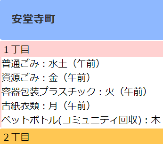 安堂寺町
1丁目
普通ごみ：水土（午前）
資源ごみ：金（午前）
容器包装プラスチック：火（午前）
古紙衣類：月（午前）
ペットボトル(コミュニティ回収)：木
2丁目